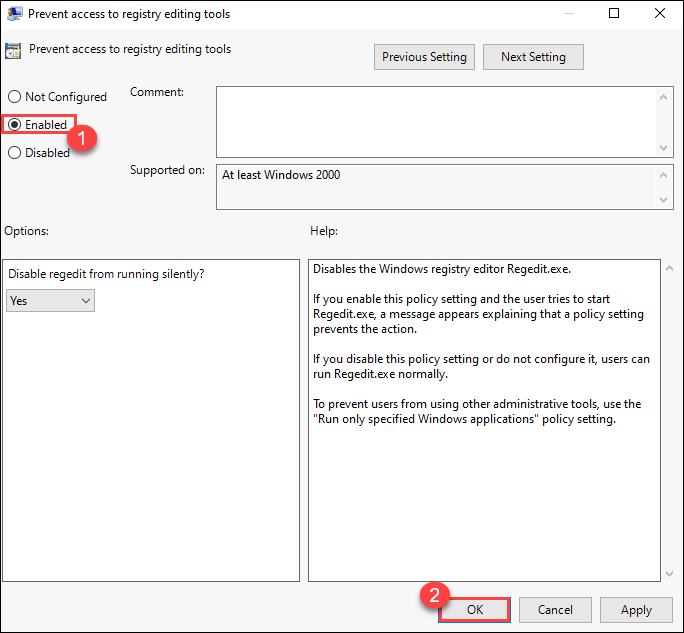 Prevent access to registry editing tools
Prevent access to registry editing tools
Previous Setting
Next Setting
Not Configured
Comment:
Enabled
1
Disabled
Supported on:
At least Windows 2000
Options:
Help:
Disable regedit from running silently?
Yes
Disables the Windows registry editor Regedit.exe.
If you enable this policy setting and the user tries to start
Regedit.exe, a message appears explaining that a policy setting
prevents the action.
If you disable this policy setting or do not configure it, users can
run Regedit.exe normally.
To prevent users from using other administrative tools, use the
"Run only specified Windows applications" policy setting.
2
OK
Cancel
Apply